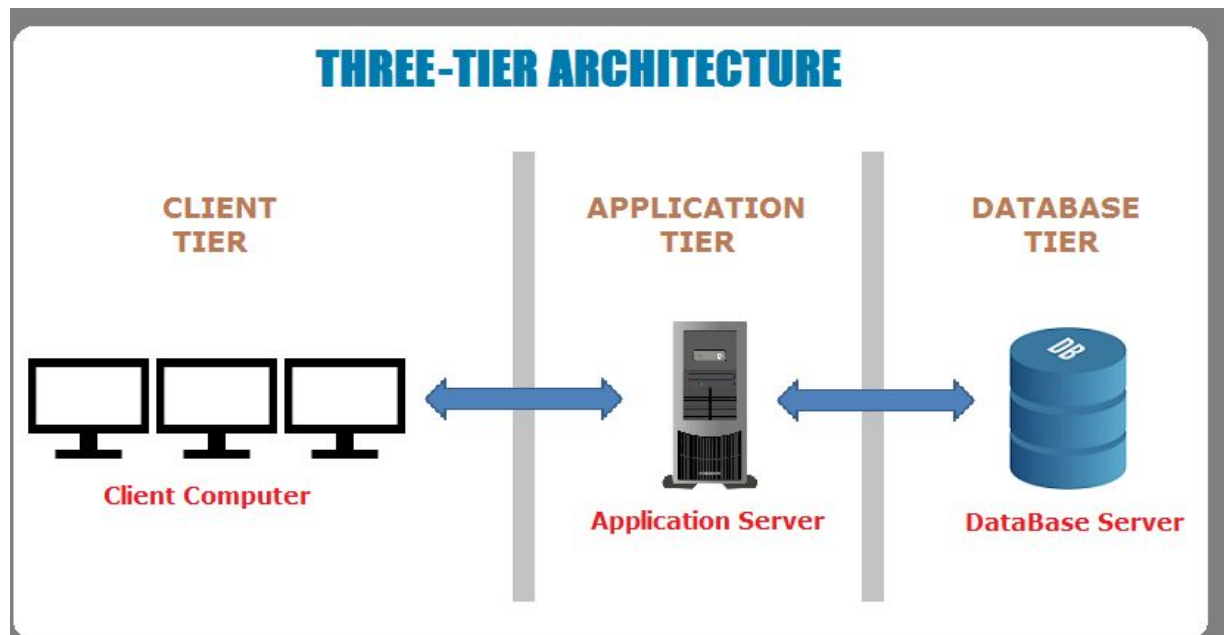 THREE-TIER ARCHITECTURE
CLIENT
TIER
APPLICATION
TIER
DATABASE
TIER
DB
Client Computer
Application Server
DataBase Server